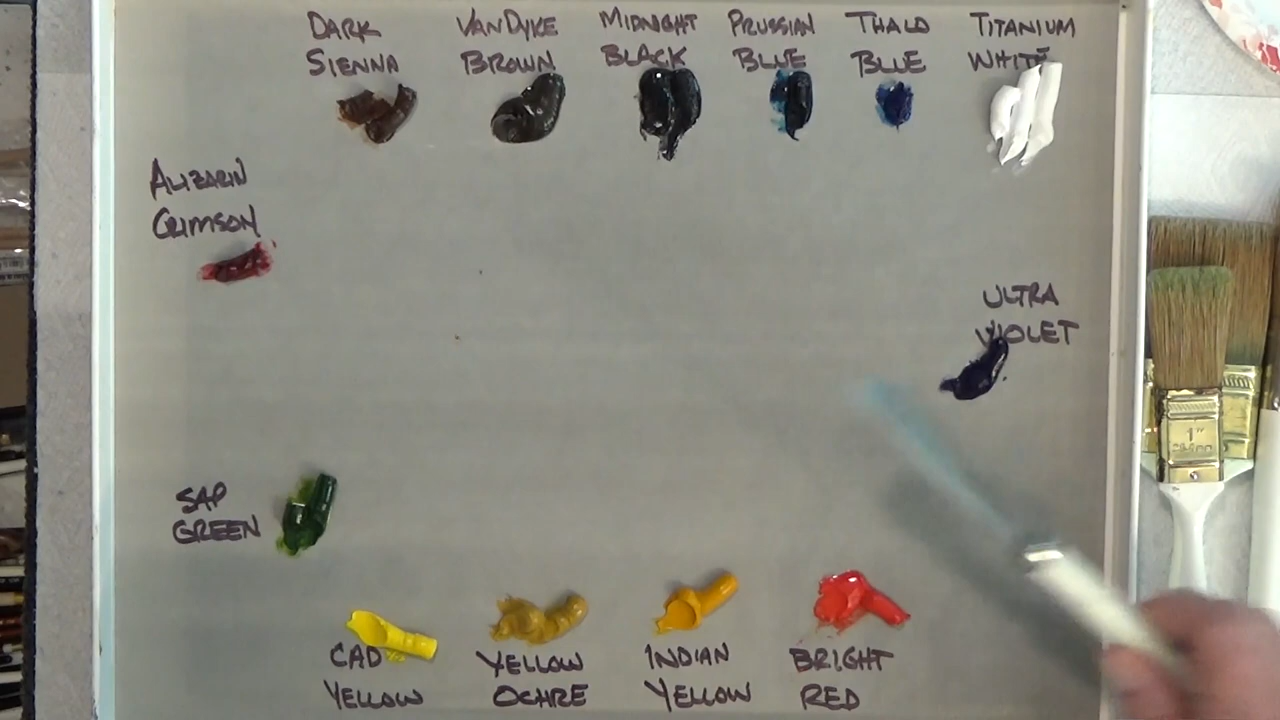 DARK
SIENNA
VANDYKE
BROWN
MIDNIGHT
BLACK
PRUSSIAN
BLUE
THALO
BLUE
TITANIUM
WHITE
ALIZARIN
CRIMSON
ULTRA
VIOLET
SAP
GREEN
CAD
YELLOW
YELLOW
OCHRE
INDIAN
YELLOW
BRIGHT
RED
1"